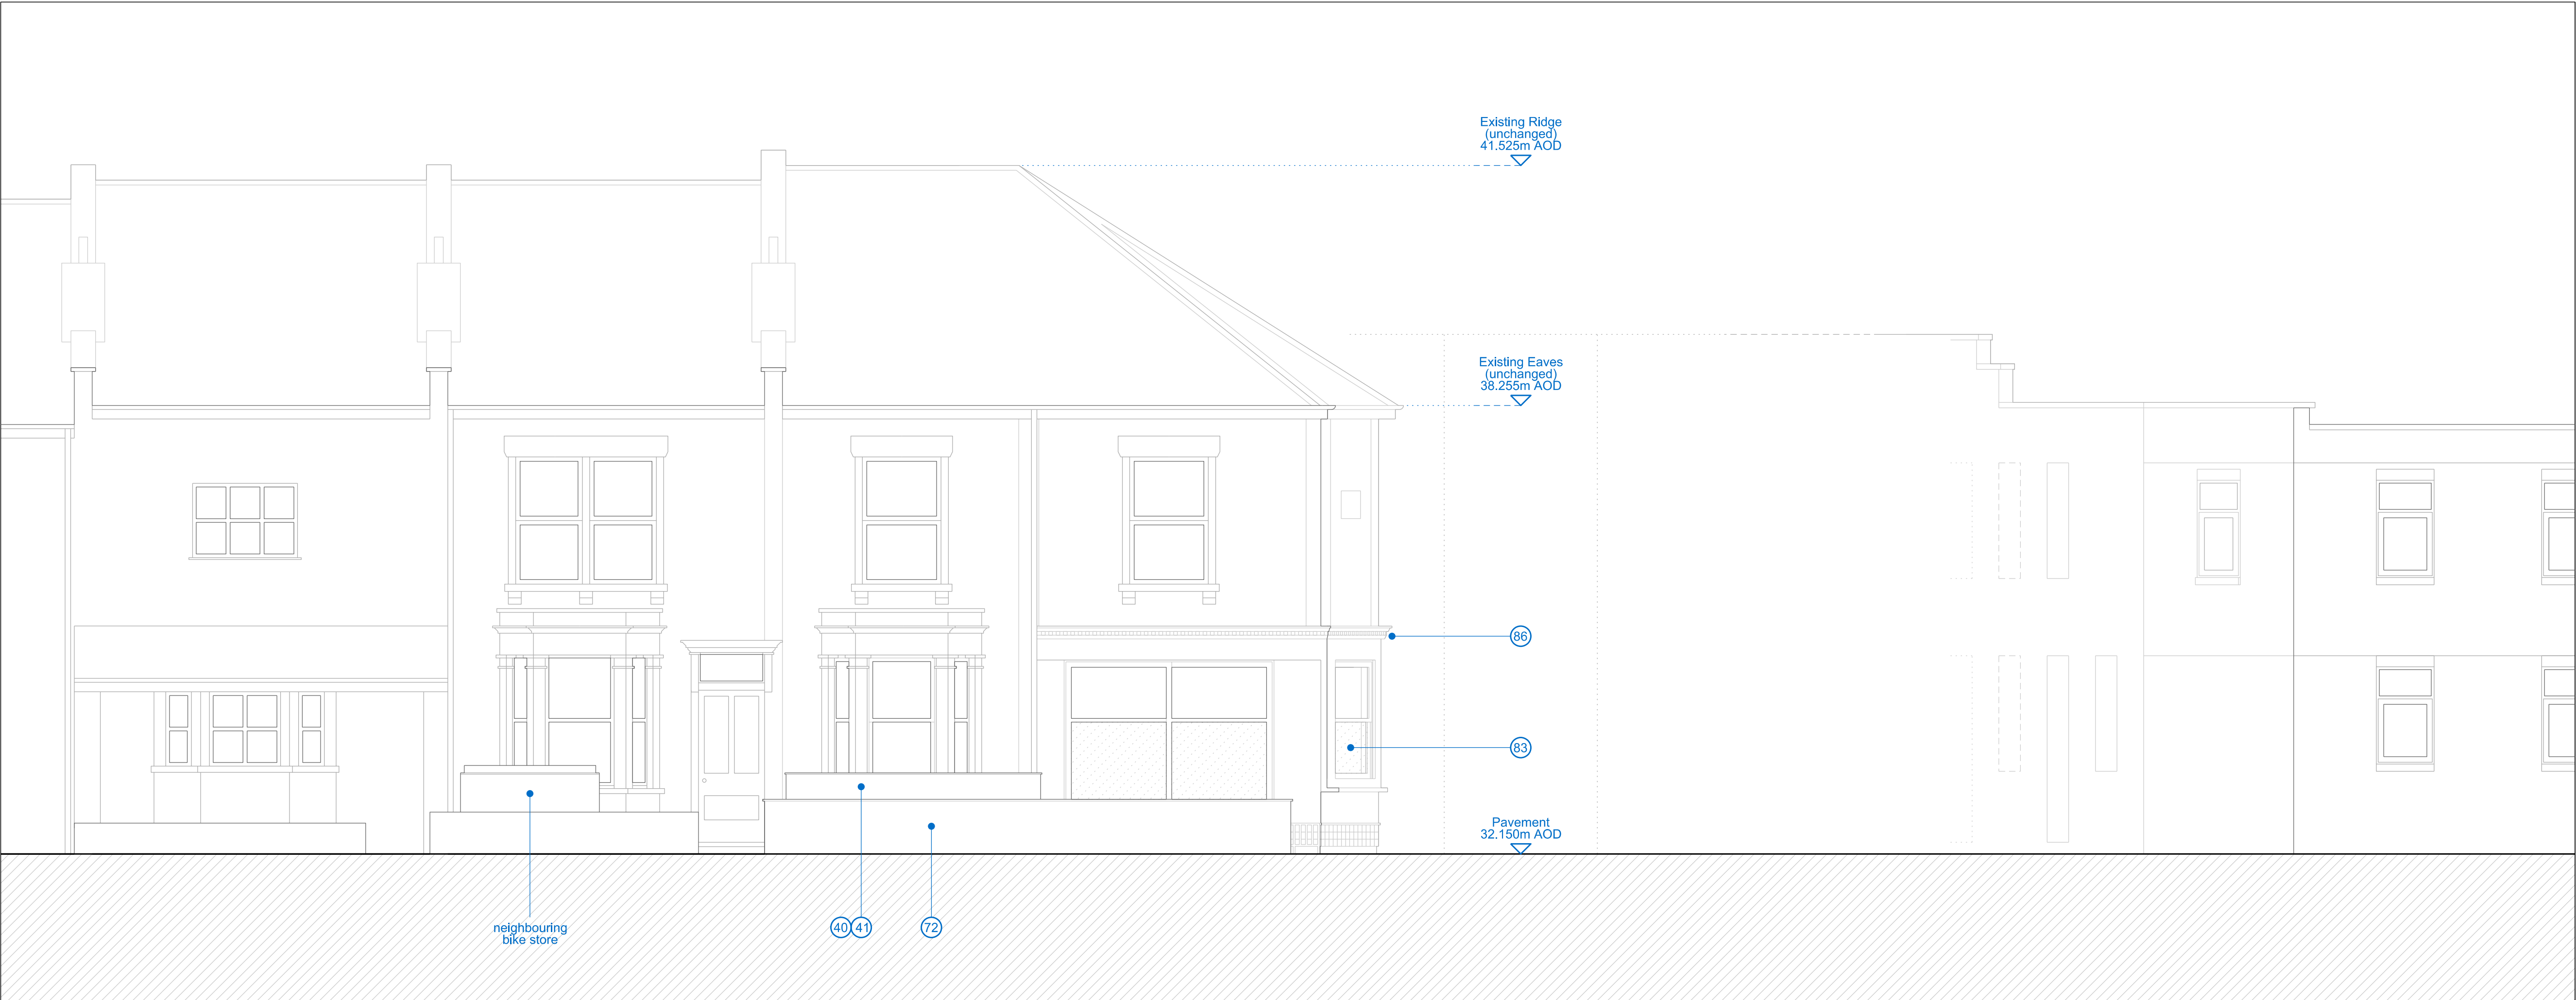 Existing Ridge
(unchanged)
41.525m AOD
Existing Eaves
(unchanged)
38.255m AOD
86
83
Pavement
32.150m AOD
neighbouring
bike store
40 41
72